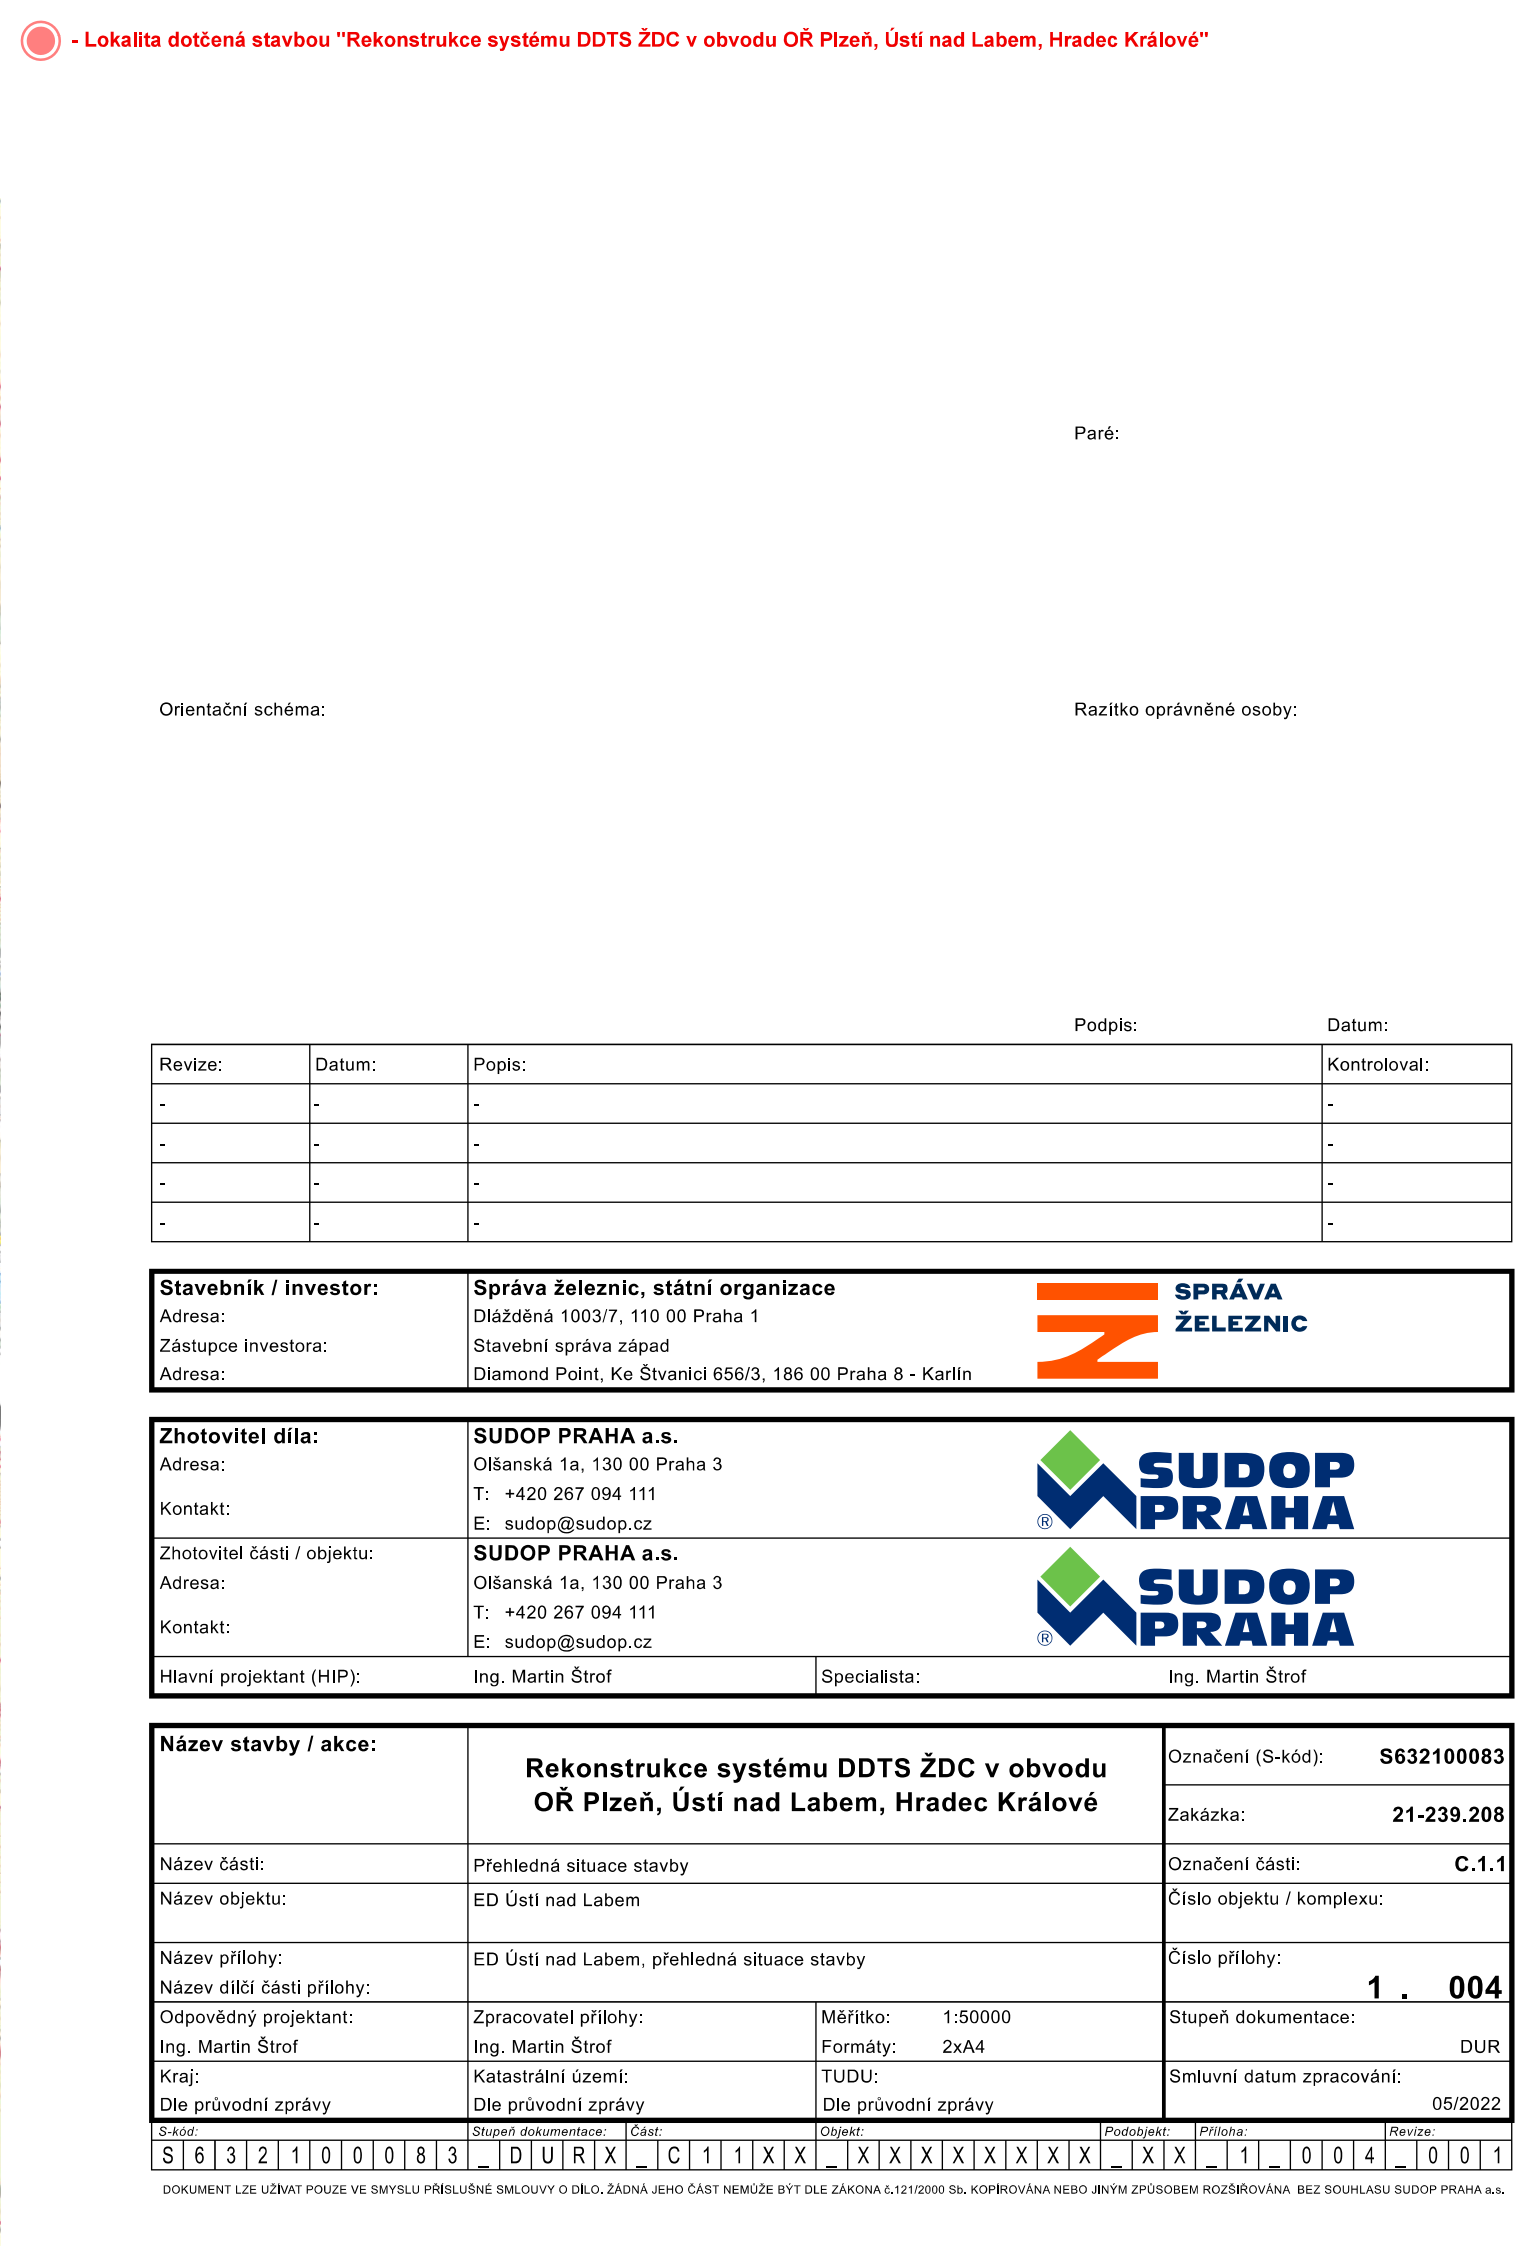 - Lokalita dotčená stavbou "Rekonstrukce systému DDTS ŽDC v obvodu OŘ Plzeň, Ústí nad Labem, Hradec Králové"
Paré:
Orientační schéma: Razítko oprávněné osoby:
Podpis: Datum:
Revize: Datum: Popis: Kontroloval:
- - - -
- - - -
- - - -
- - - -
Stavebník / investor: Správa železnic, státní organizace
Adresa: Dlážděná 1003/7, 110 00 Praha 1
Zástupce investora: Stavební správa západ
Adresa: Diamond Point, Ke Štvanici 656/3, 186 00 Praha 8 - Karlín
SPRÁVA
ŽELEZNIC
Zhotovitel díla: SUDOP PRAHA a.s.
Adresa: Olšanská 1a, 130 00 Praha 3
Kontakt: T: +420 267 094 111
E: sudop@sudop.cz
SUDOP
PRAHA
®
Zhotovitel části / objektu: SUDOP PRAHA a.s.
Adresa: Olšanská 1a, 130 00 Praha 3
Kontakt: T: +420 267 094 111
E: sudop@sudop.cz
SUDOP
PRAHA
®
Hlavní projektant (HIP): Ing. Martin Štrof Specialista: Ing. Martin Štrof
Název stavby / akce:
Rekonstrukce systému DDTS ŽDC v obvodu
OŘ Plzeň, Ústí nad Labem, Hradec Králové
Označení (S-kód): S632100083
Zakázka: 21-239.208
Název části: Přehledná situace stavby Označení části: C.1.1
Název objektu: ED Ústí nad Labem Číslo objektu / komplexu:
Název přílohy: ED Ústí nad Labem, přehledná situace stavby Číslo přílohy:
Název dílčí části přílohy: 1 . 004
Odpovědný projektant: Zpracovatel přílohy: Měřítko: 1:50000 Stupeň dokumentace:
Ing. Martin Štrof Ing. Martin Štrof Formáty: 2xA4 DUR
Kraj: Katastrální území: TUDU: Smluvní datum zpracování:
Dle průvodní zprávy Dle průvodní zprávy Dle průvodní zprávy 05/2022
S-kód: Stupeň dokumentace: Část: Objekt: Podobjekt: Příloha: Revize:
S 6 3 2 1 0 0 0 8 3 _ D U R X _ C 1 1 X X _ X X X X X X X X _ X X _ 1 _ 0 0 4 _ 0 0 1
DOKUMENT LZE UŽÍVAT POUZE VE SMYSLU PŘÍSLUŠNÉ SMLOUVY O DÍLO. ŽÁDNÁ JEHO ČÁST NEMŮŽE BÝT DLE ZÁKONA č.121/2000 Sb. KOPÍROVÁNA NEBO JINÝM ZPŮSOBEM ROZŠIŘOVÁNA BEZ SOUHLASU SUDOP PRAHA a.s.